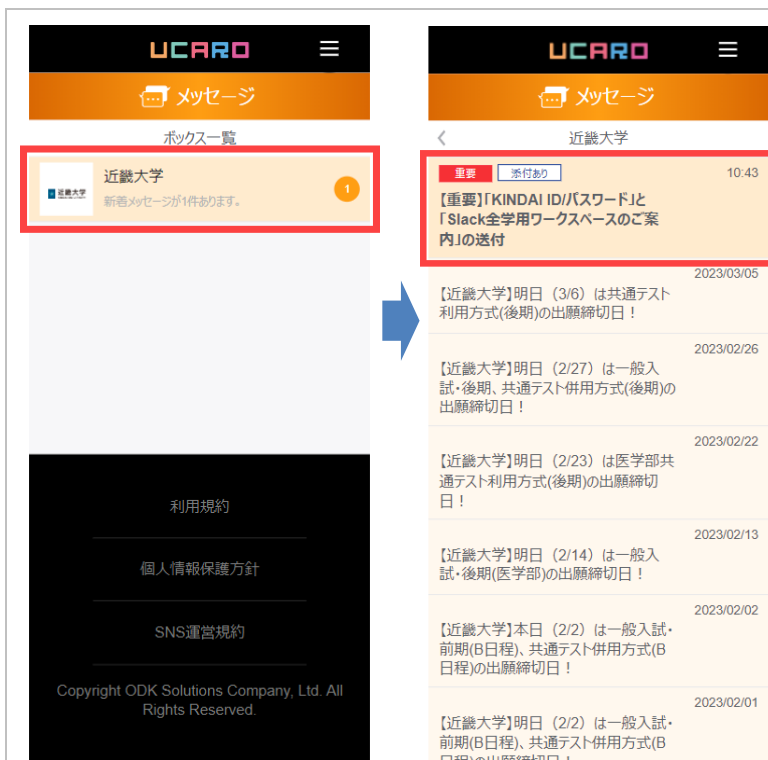 UCARO
メッセージ
ボックス一覧
近畿大学
近畿大学
新着メッセージが1件あります。
1
利用規約
個人情報保護方針
SNS運営規約
Copyright ODK Solutions Company, Ltd. All
Rights Reserved.
UCARO
メッセージ
近畿大学
重要 添付あり 10:43
【重要】「KINDAI ID/パスワード」と
「Slack全学用ワークスペースのご案
内」の送付
2023/03/05
【近畿大学】明日（3/6）は共通テスト
利用方式(後期)の出願締切日！
2023/02/26
【近畿大学】明日（2/27）は一般入
試・後期、共通テスト併用方式(後期)の
出願締切日！
2023/02/22
【近畿大学】明日（2/23）は医学部共
通テスト利用方式(後期)の出願締切
日！
2023/02/13
【近畿大学】明日（2/14）は一般入
試・後期(医学部)の出願締切日！
2023/02/02
【近畿大学】本日（2/2）は一般入試・
前期(B日程)、共通テスト併用方式(B
日程)の出願締切日！
2023/02/01
【近畿大学】明日（2/2）は一般入試・
前期(B日程)、共通テスト併用方式(B
日程)の出願締切日！